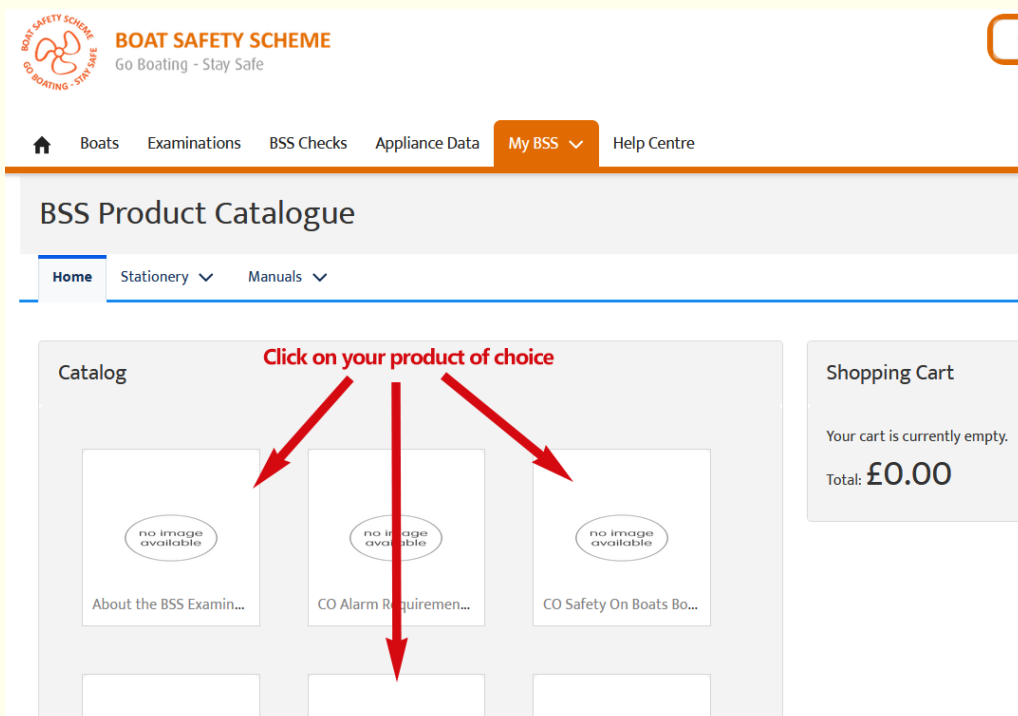 BOAT SAFETY SCHEME
GO BOATING - STAY SAFE
BOAT SAFETY SCHEME
Go Boating - Stay Safe
Boats Examinations BSS Checks Appliance Data My BSS Help Centre
BSS Product Catalogue
Home Stationery Manuals
Click on your product of choice
Catalog
Shopping Cart
Your cart is currently empty.
Total: £0.00
no image
available
no image
available
no image
available
About the BSS Examin...
CO Alarm Requiremen...
CO Safety On Boats Bo...